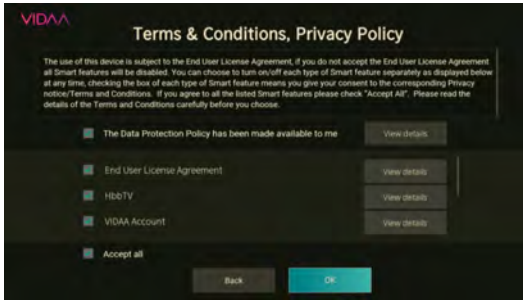 VIDAA
Terms & Conditions, Privacy Policy
The use of this device is subject to the End User License Agreement, if you do not accept the End User License Agreement
all Smart features will be disabled. You can choose to turn on/off each type of Smart feature separately as displayed below
at any time, checking the box of each type of Smart feature means you give your consent to the corresponding Privacy
notice/Terms and Conditions. If you agree to all the listed Smart features please check "Accept All". Please read the
details of the Terms and Conditions carefully before you choose.
The Data Protection Policy has been made available to me View details
End User License Agreement View details
HbbTV View details
VIDAA Account View details
Accept all
Back OK